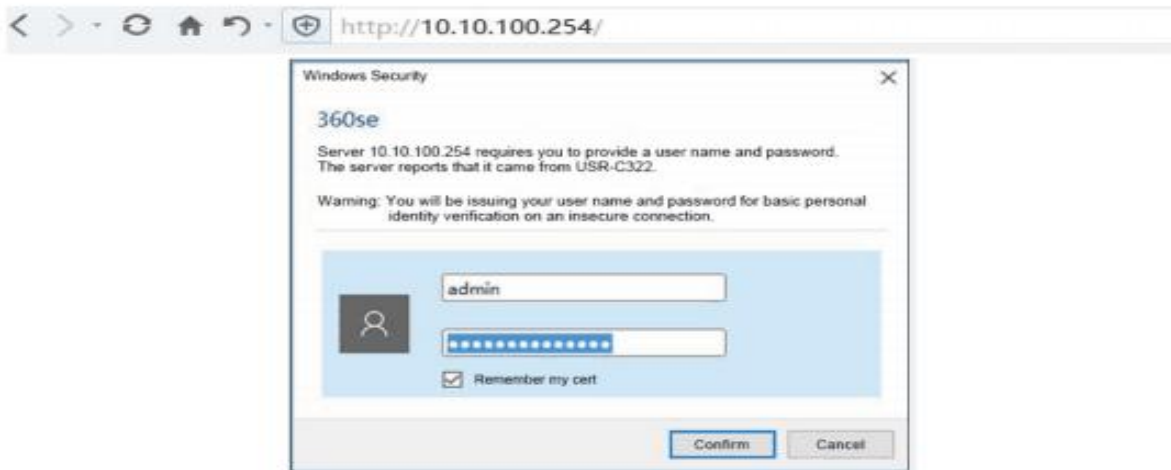 http://10.10.100.254/
Windows Security
360se
Server 10.10.100.254 requires you to provide a user name and password.
The server reports that it came from USR-C322.
Warning: You will be issuing your user name and password for basic personal
identity verification on an insecure connection.
admin
Remember my cert
Confirm Cancel